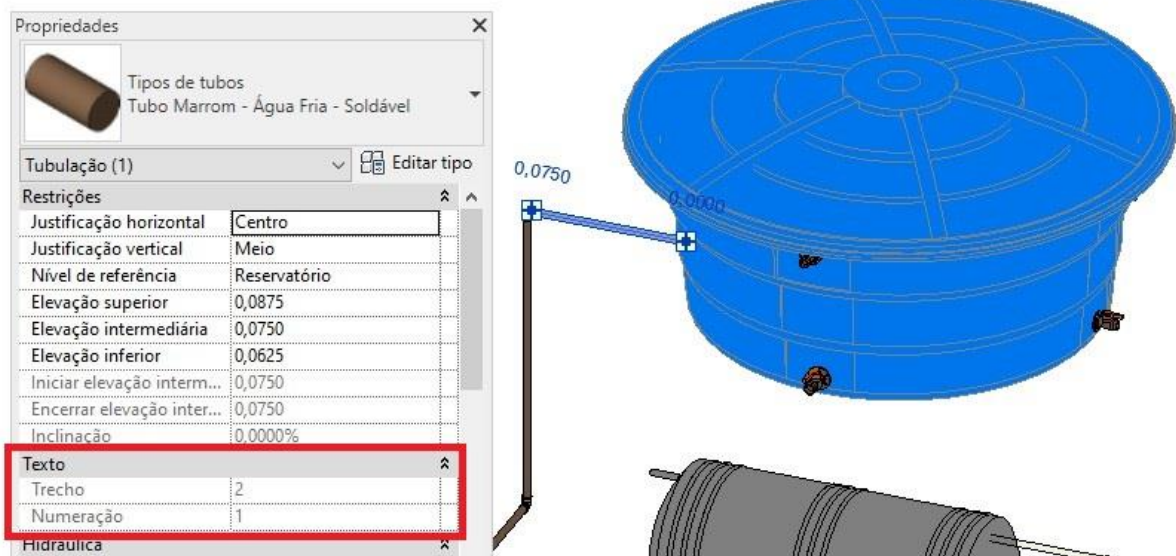 Propriedades
Tipos de tubos
Tubo Marrom - Água Fria - Soldável
Tubulação (1)
Editar tipo
Restrições
Justificação horizontal Centro
Justificação vertical Meio
Nível de referência Reservatório
Elevação superior 0,0875
Elevação intermediária 0,0750
Elevação inferior 0,0625
Iniciar elevação interm... 0,0750
Encerrar elevação inter... 0,0750
Inclinação 0,0000%
Texto
Trecho 2
Numeração 1
Hidráulica
0,0750
0,0000